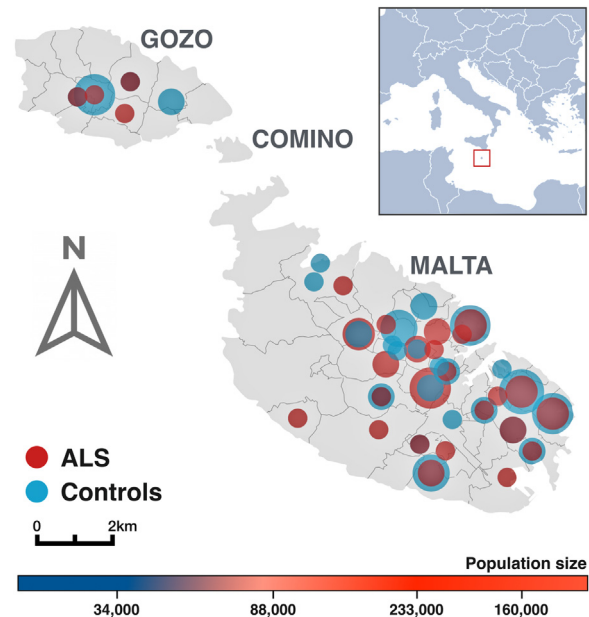 GOZO
COMINO
N
MALTA
ALS
Controls
0 2km
Population size
34,000 88,000 233,000 160,000